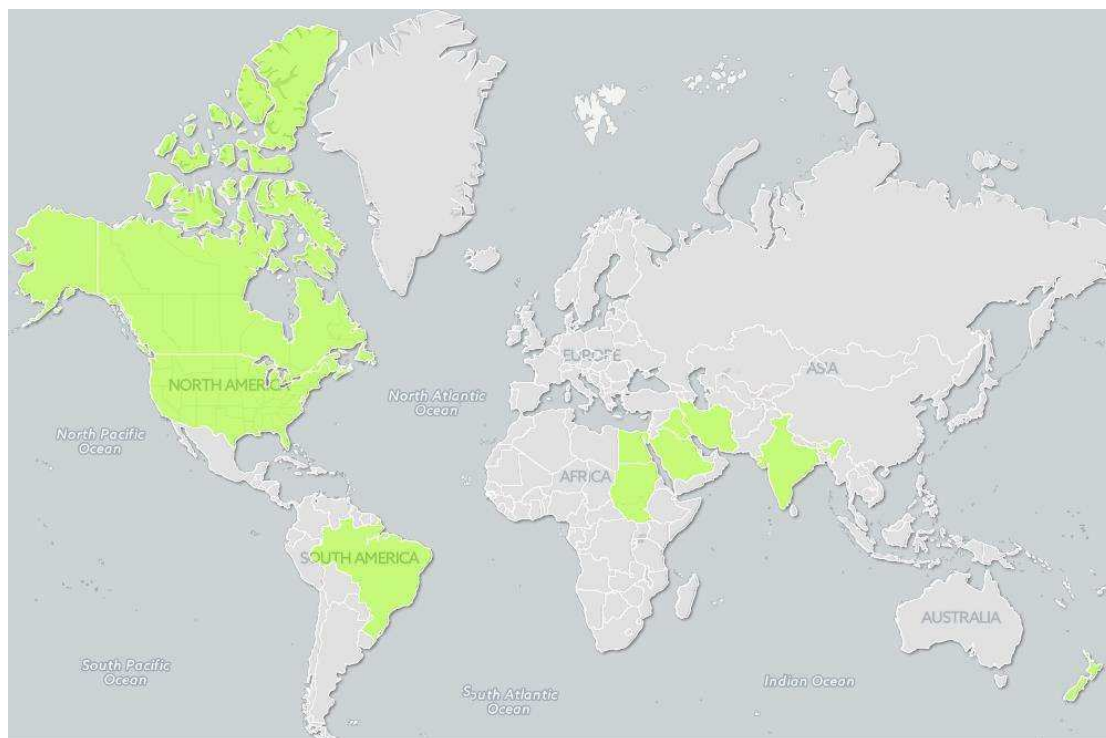 EUROPE
ASIA
NORTH AMERICA
North Atlantic
Ocean
North Pacific
Ocean
AFRICA
SOUTH AMERICA
AUSTRALIA
South Pacific
Ocean
Indian Ocean
South Atlantic
Ocean